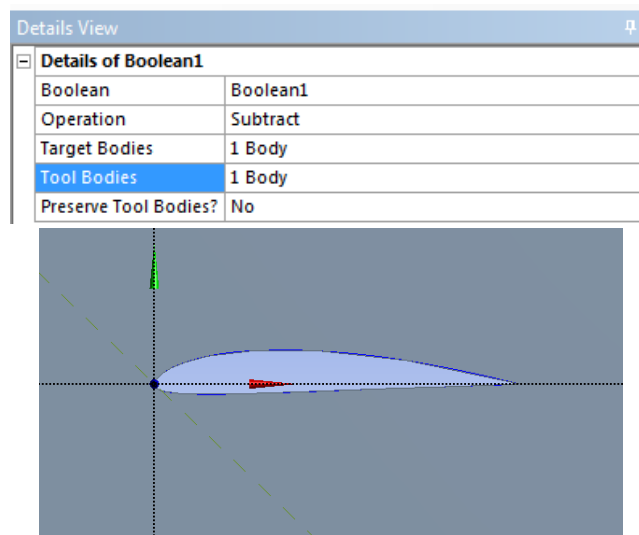 Details View
Details of Boolean1
Boolean Boolean1
Operation Subtract
Target Bodies 1 Body
Tool Bodies 1 Body
Preserve Tool Bodies? No